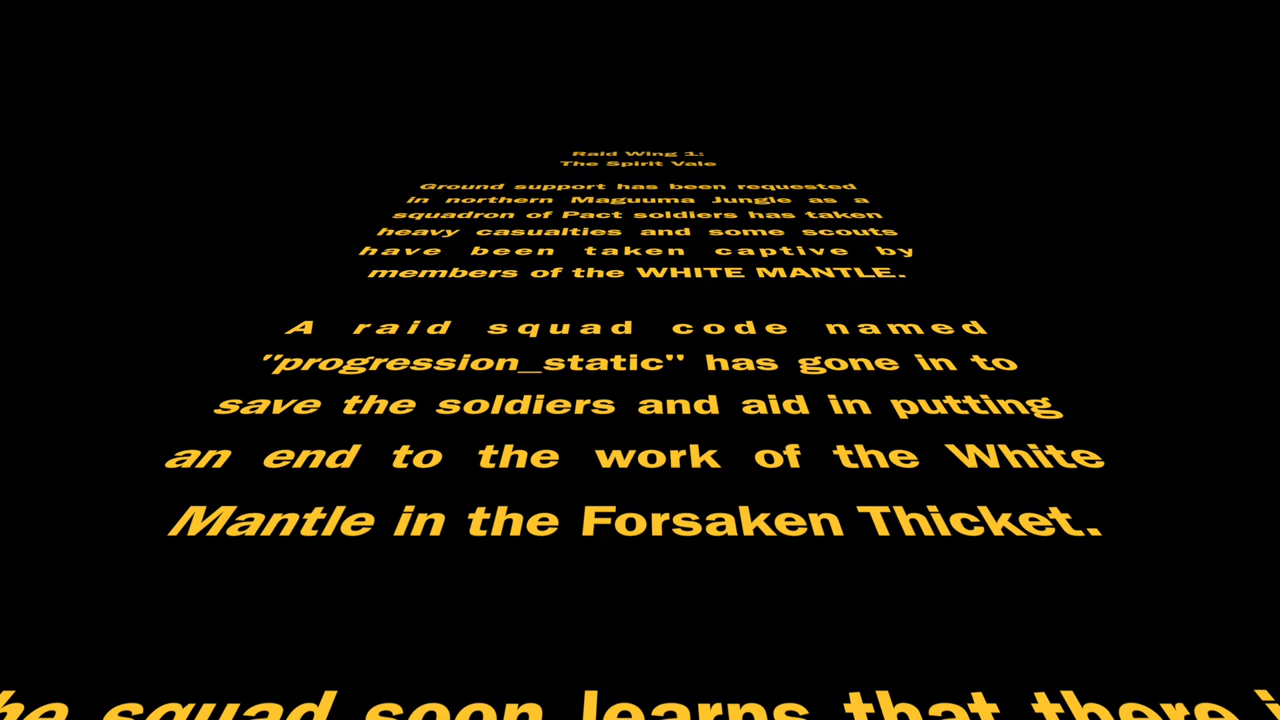 Raid Wing 1:
The Spirit Vale
Ground support has been requested
in northern Maguuma Jungle as a
squadron of Pact soldiers has taken
heavy casualties and some scouts
have been taken captive by
members of the WHITE MANTLE.
A raid squad code named
"progression_static" has gone in to
save the soldiers and aid in putting
an end to the work of the White
Mantle in the Forsaken Thicket.
squad soon learns that there